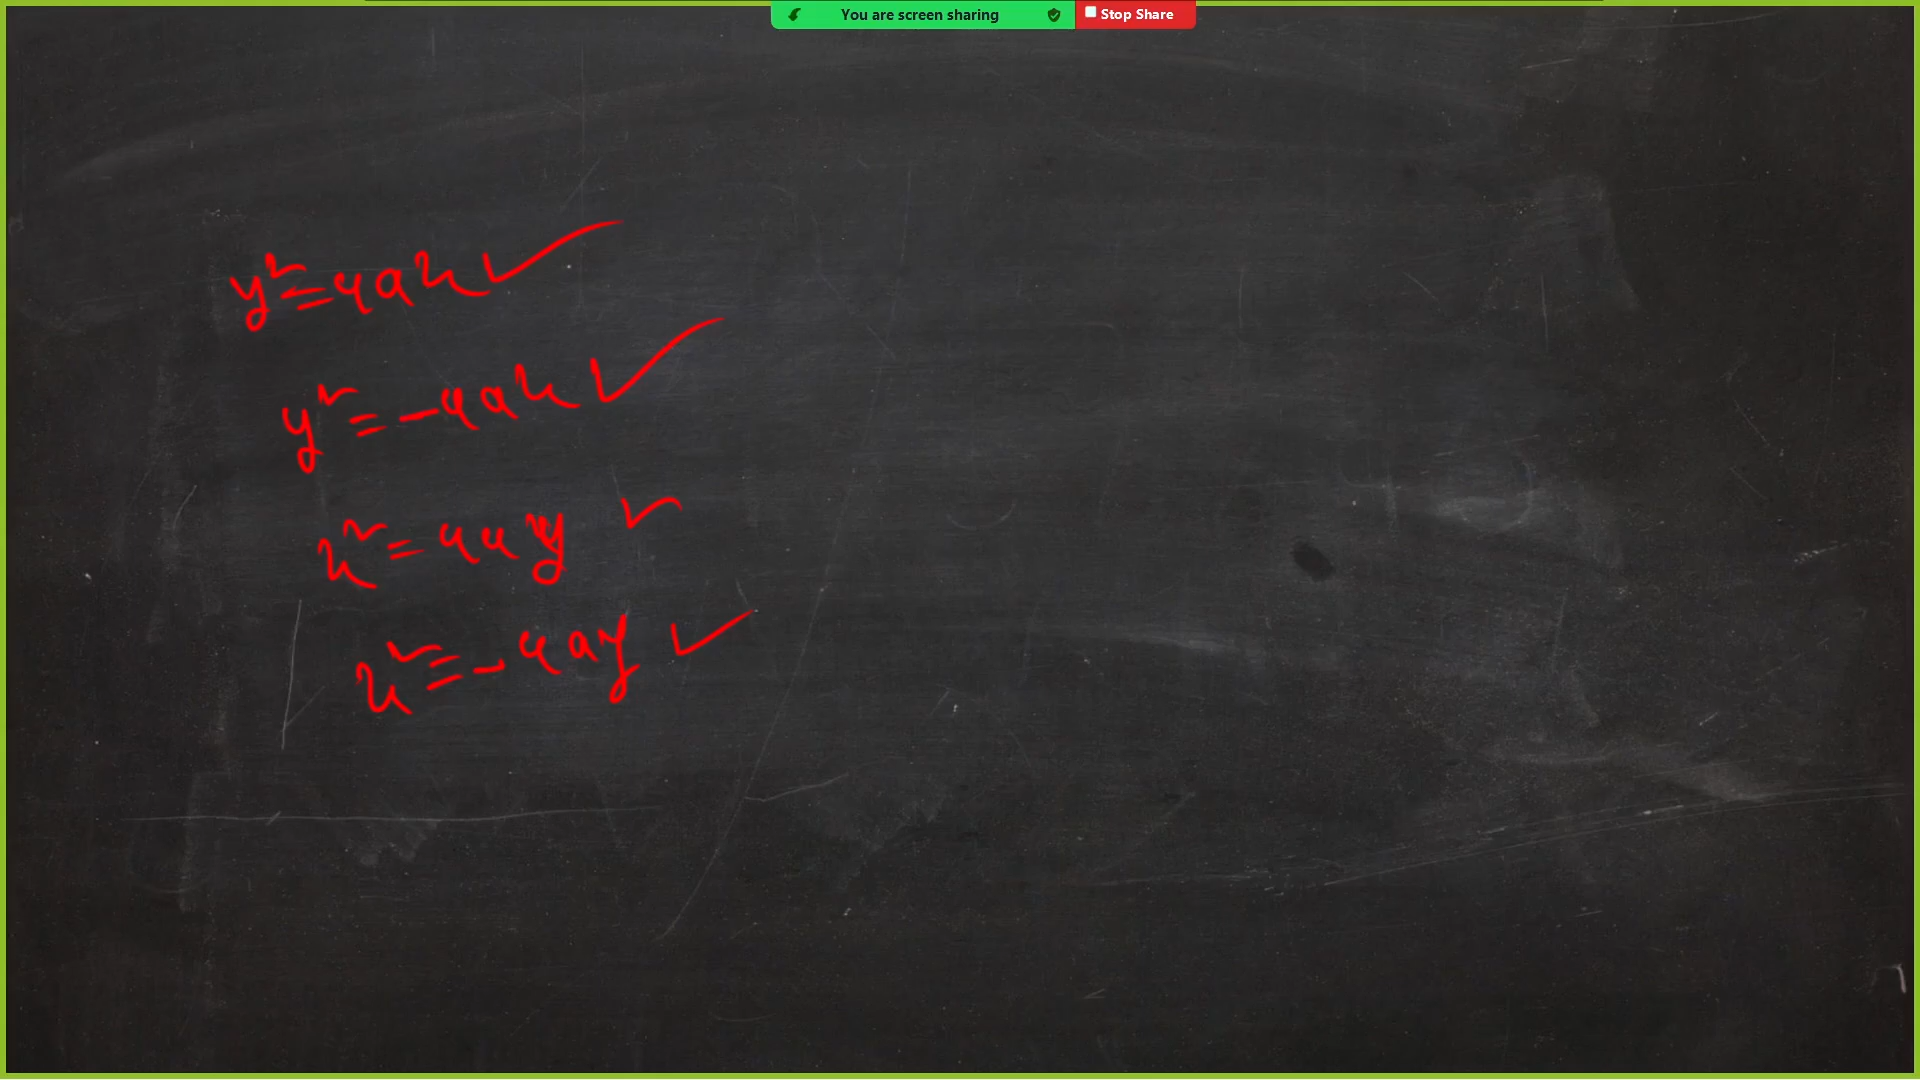 You are screen sharing Stop Share
y² = 4ax ✓
y² = -4ax ✓
x² = 4ay ✓
x² = -4ay ✓